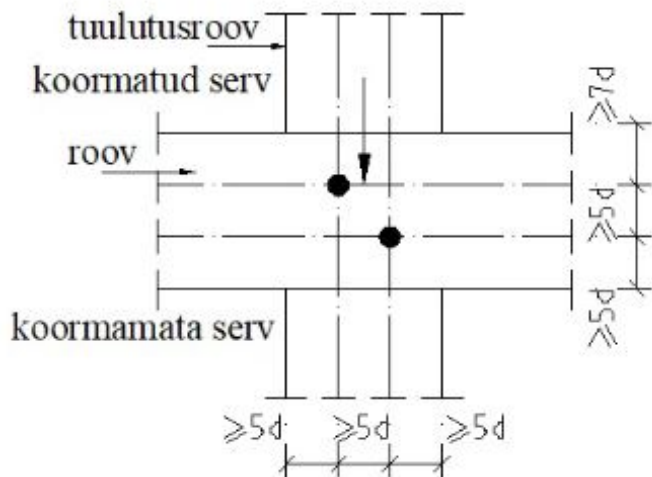 tuulutusroov
koormatud serv
≥7d
roov
≥5d
koormamata serv
≥5d
≥5d ≥5d ≥5d